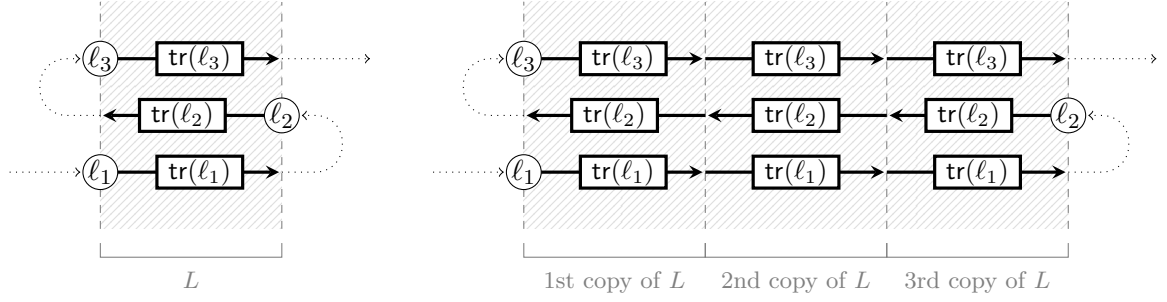 ℓ₃ tr(ℓ₃) ℓ₃ tr(ℓ₃) tr(ℓ₃) tr(ℓ₃)
tr(ℓ₂) ℓ₂ tr(ℓ₂) tr(ℓ₂) tr(ℓ₂) ℓ₂
ℓ₁ tr(ℓ₁) ℓ₁ tr(ℓ₁) tr(ℓ₁) tr(ℓ₁)
L 1st copy of L 2nd copy of L 3rd copy of L